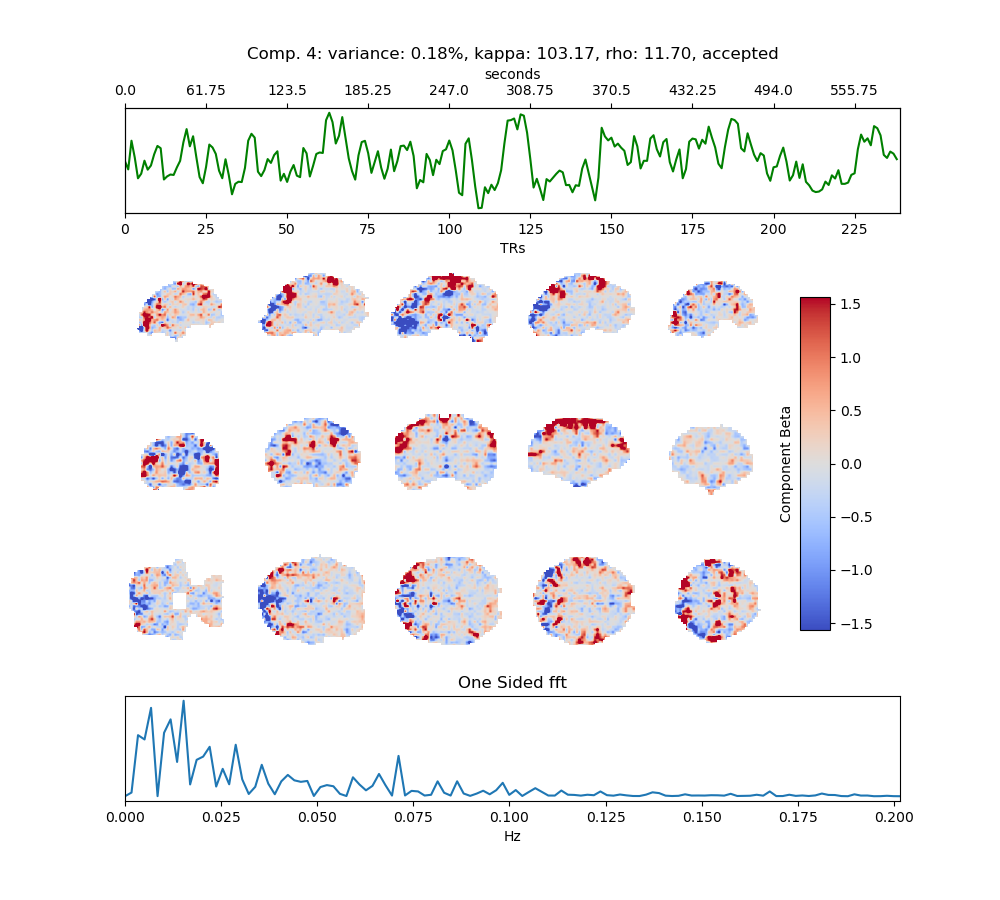 Comp. 4: variance: 0.18%, kappa: 103.17, rho: 11.70, accepted
seconds
0.0 61.75 123.5 185.25 247.0 308.75 370.5 432.25 494.0 555.75
0 25 50 75 100 125 150 175 200 225
TRs
1.5
1.0
0.5
0.0
−0.5
−1.0
−1.5
Component Beta
One Sided fft
0.000 0.025 0.050 0.075 0.100 0.125 0.150 0.175 0.200
Hz